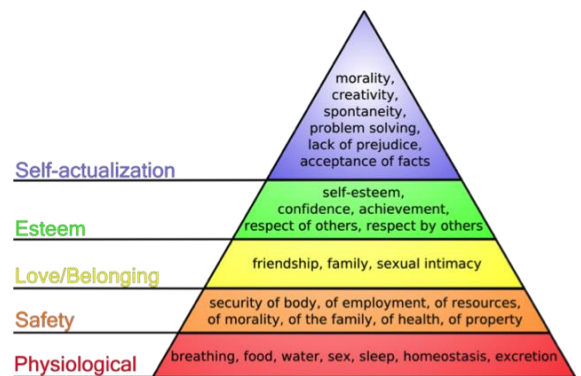 morality,
creativity,
spontaneity,
problem solving,
lack of prejudice,
acceptance of facts
Self-actualization
self-esteem,
confidence, achievement,
respect of others, respect by others
Esteem
friendship, family, sexual intimacy
Love/Belonging
security of body, of employment, of resources,
of morality, of the family, of health, of property
Safety
breathing, food, water, sex, sleep, homeostasis, excretion
Physiological